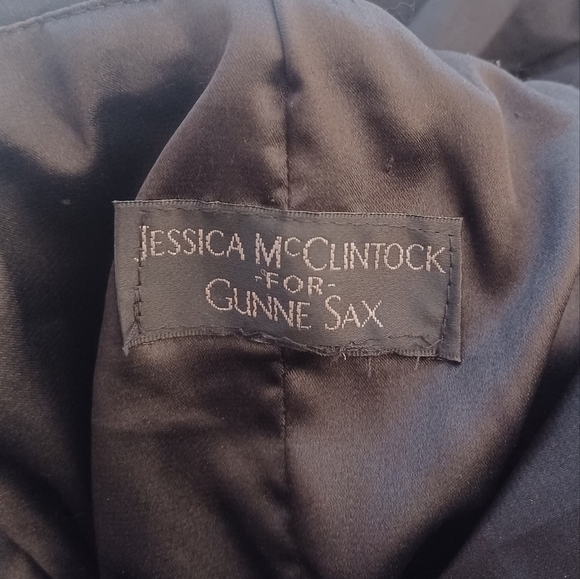 JESSICA McCLINTOCK
-FOR-
GUNNE SAX